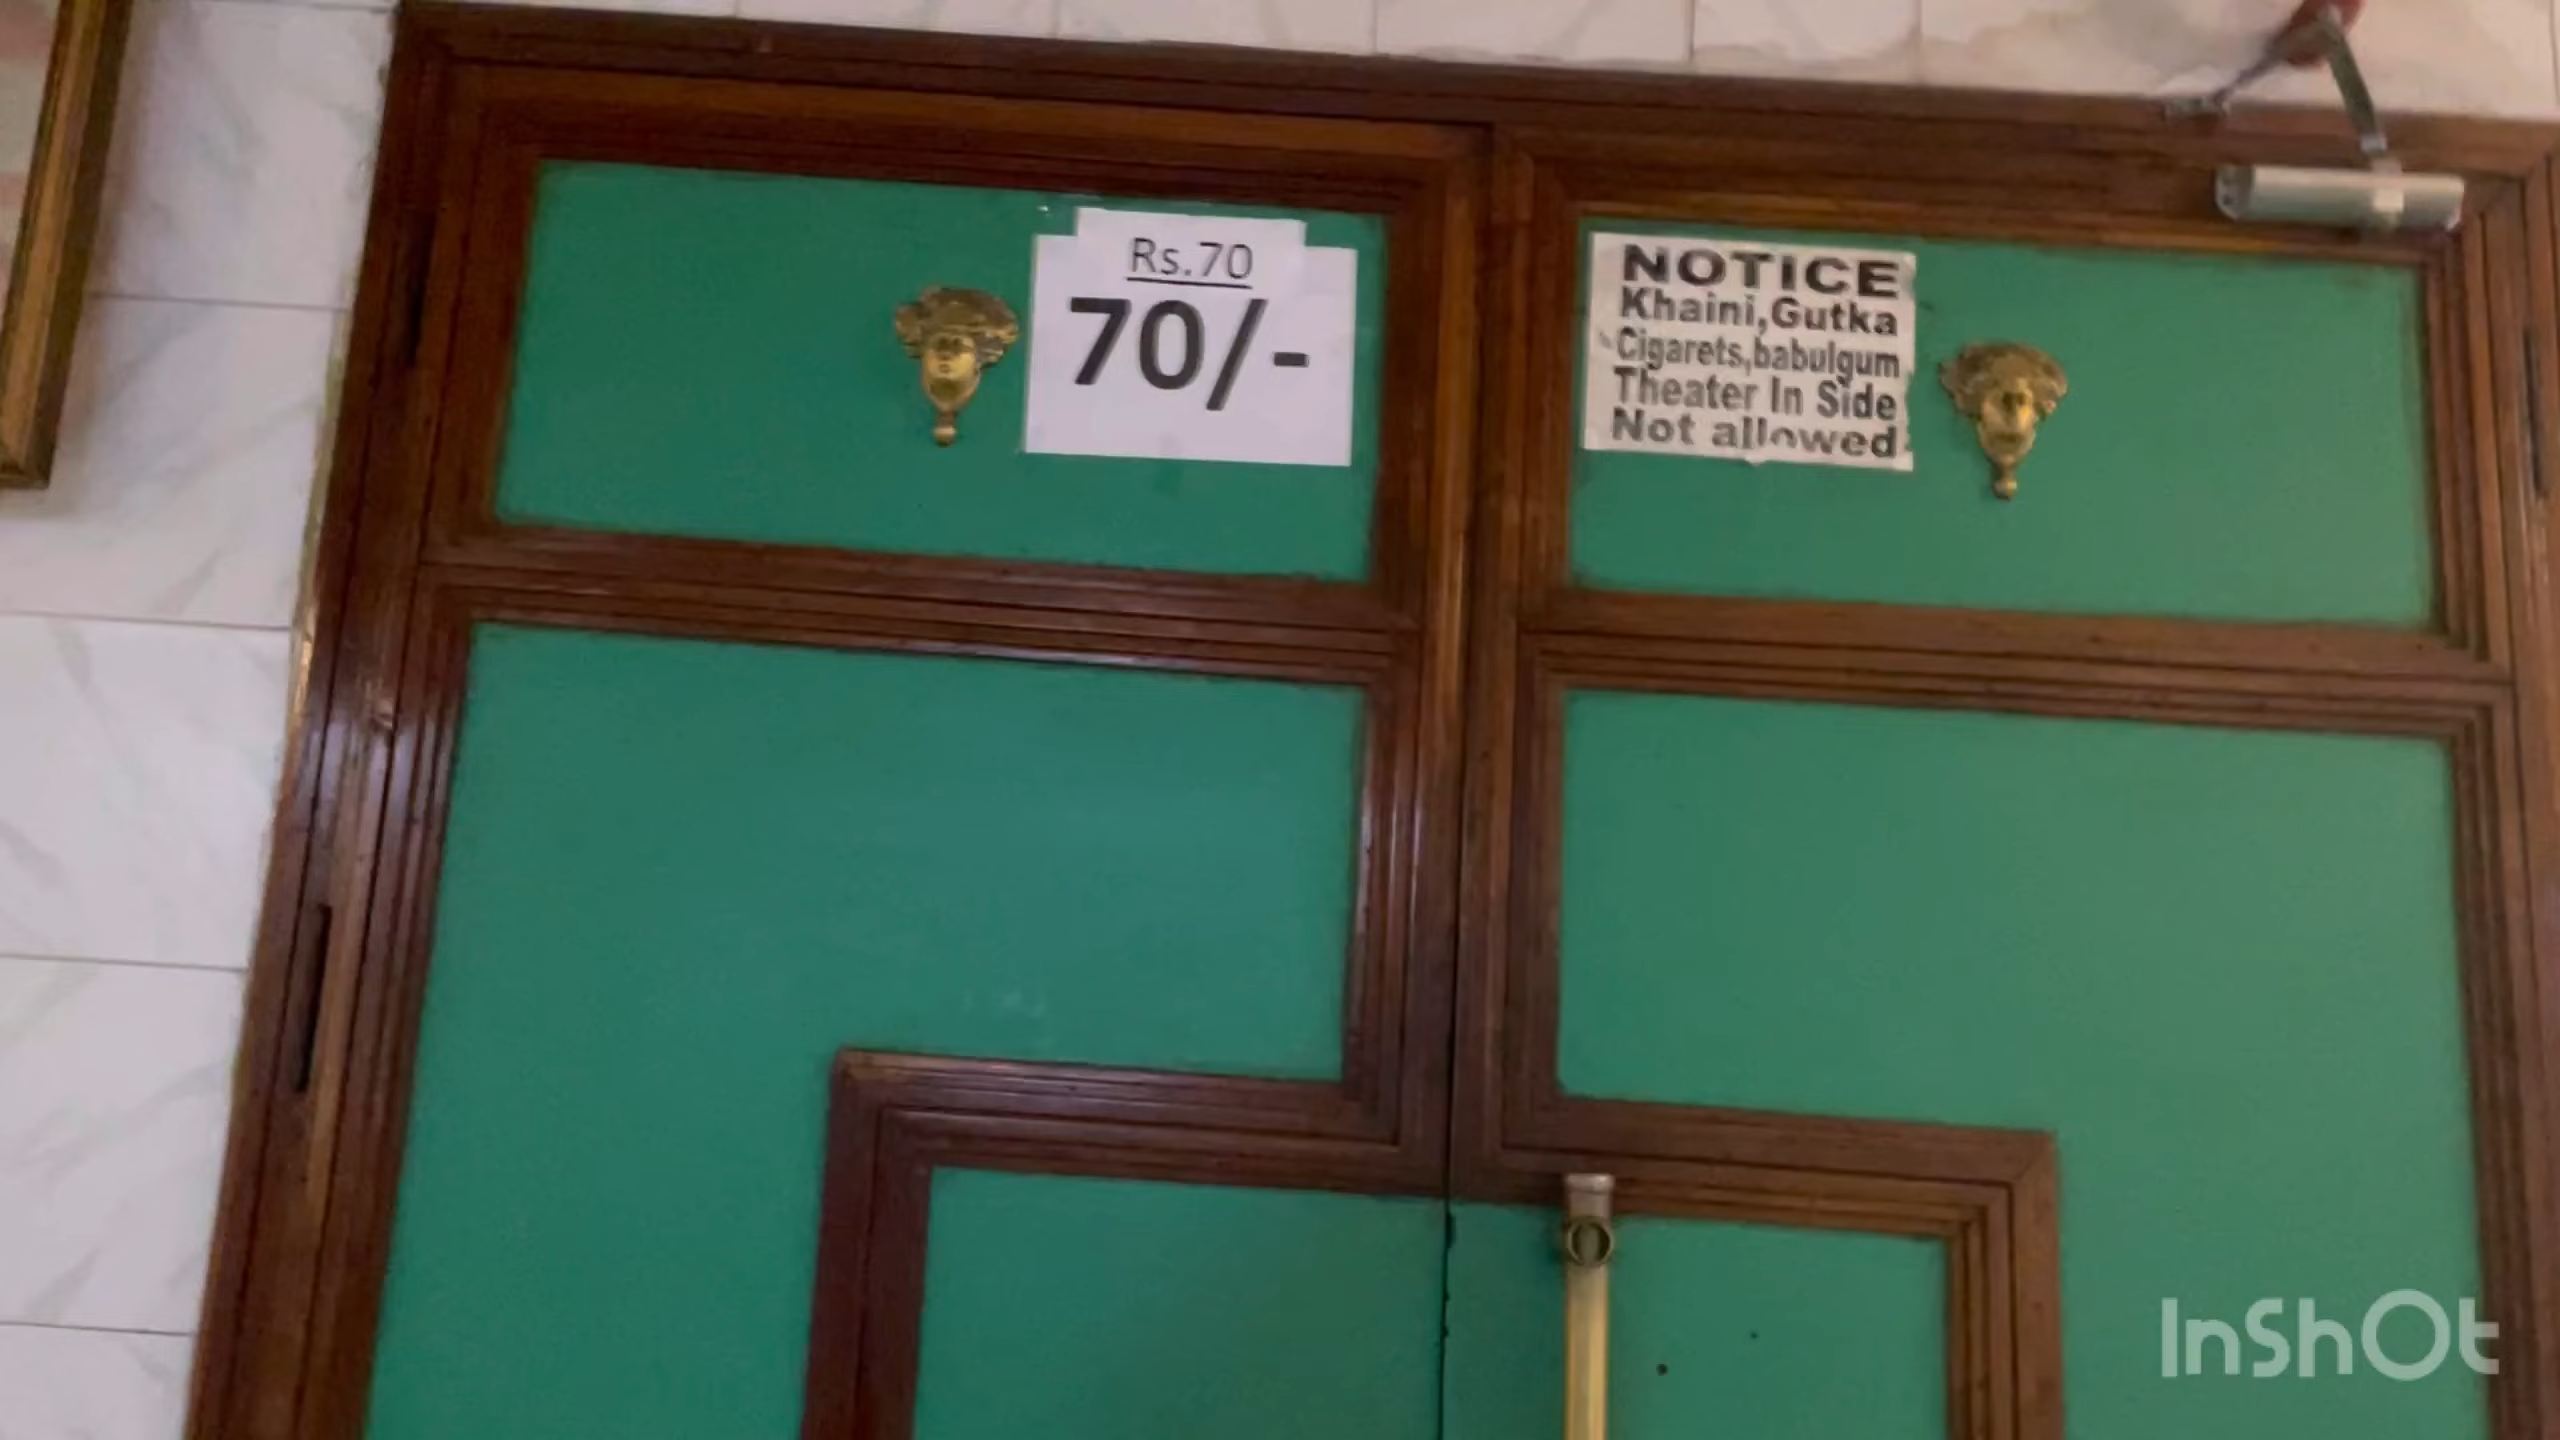 Rs.70
70/-
NOTICE
Khaini,Gutka
Cigarets,babulgum
Theater In Side
Not allowed
InShOt